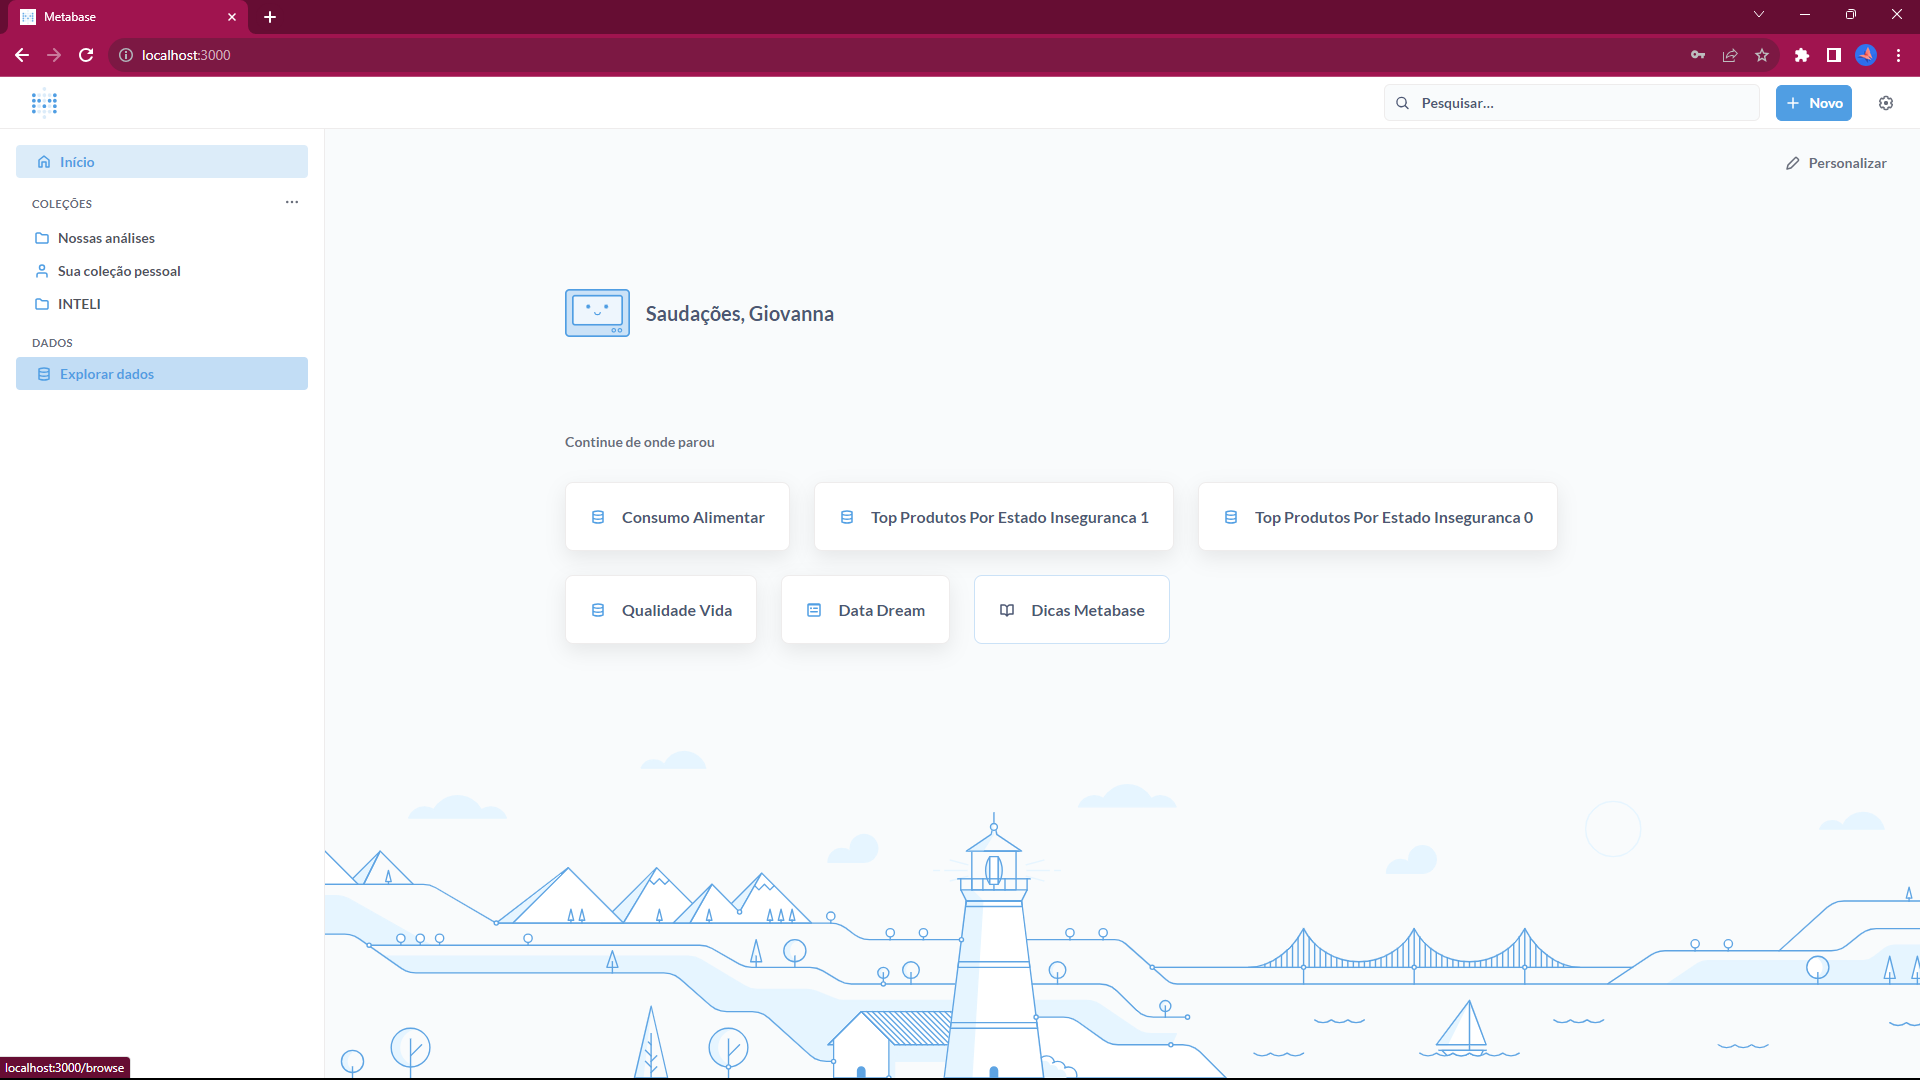 Metabase
localhost:3000
Pesquisar...
Novo
Início
Personalizar
COLEÇÕES
Nossas análises
Sua coleção pessoal
INTELI
DADOS
Explorar dados
Saudações, Giovanna
Continue de onde parou
Consumo Alimentar
Top Produtos Por Estado Inseguranca 1
Top Produtos Por Estado Inseguranca 0
Qualidade Vida
Data Dream
Dicas Metabase
localhost:3000/browse